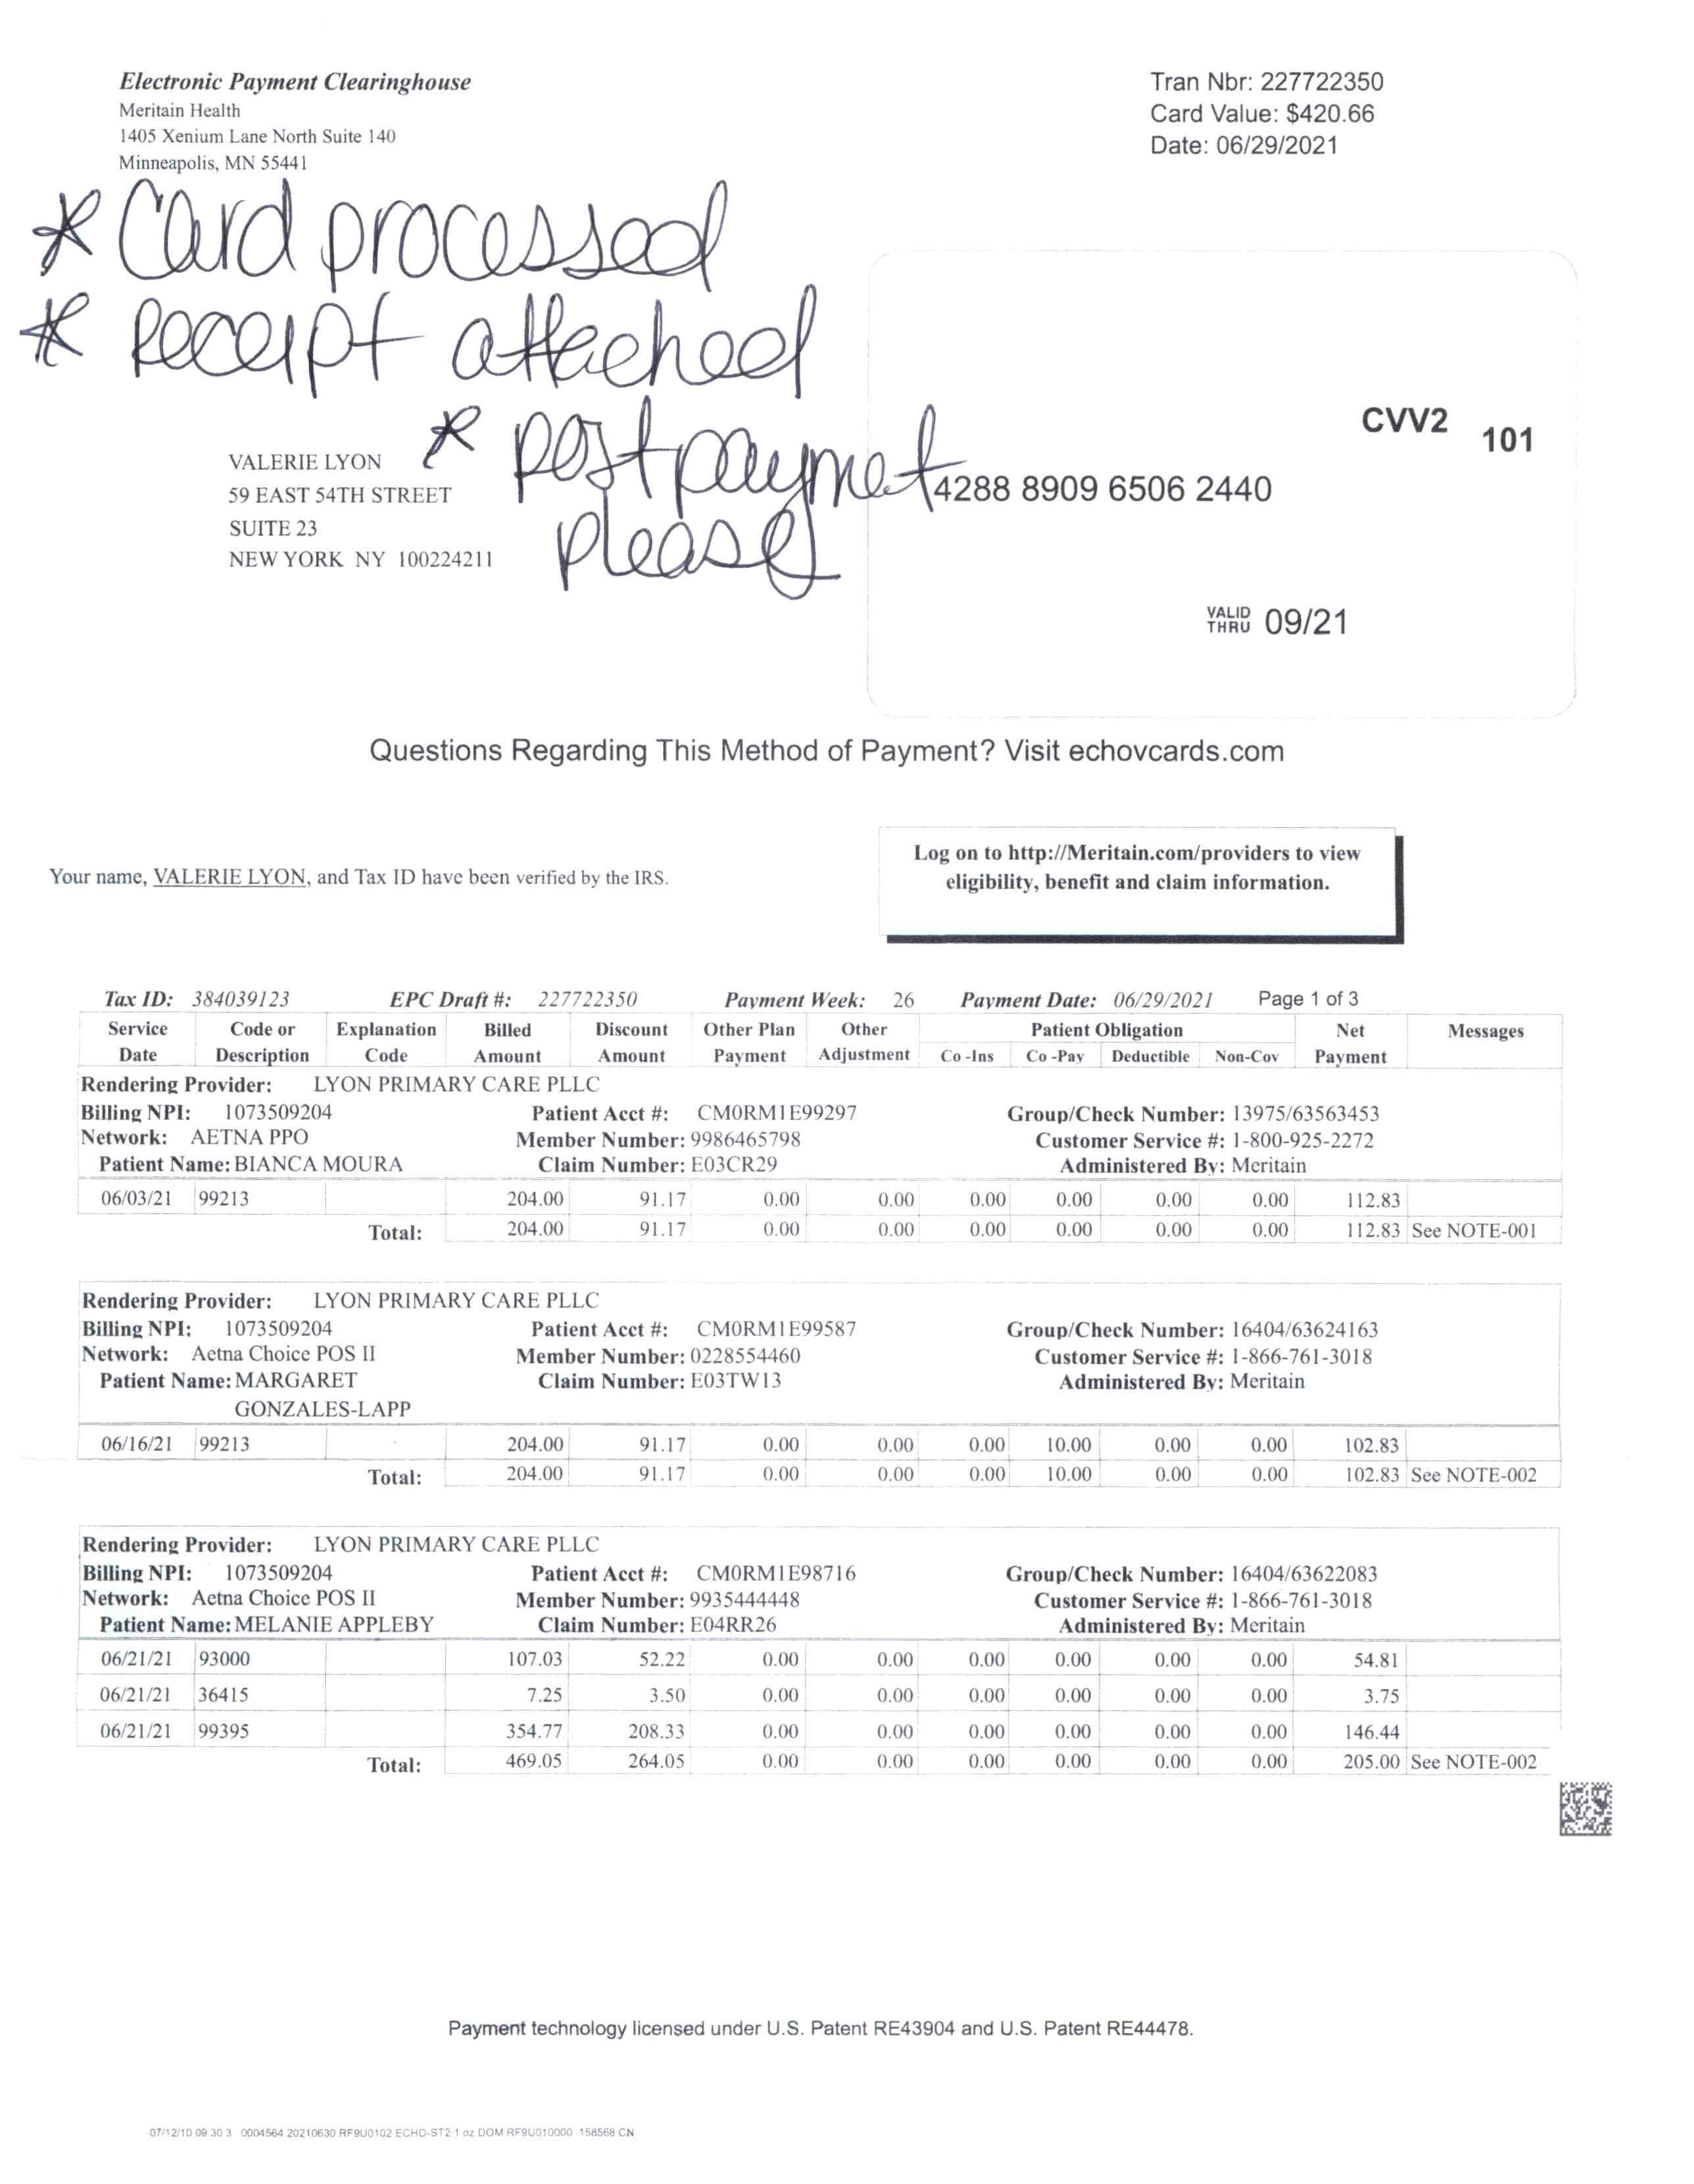 Electronic Payment Clearinghouse
Meritain Health
1405 Xenium Lane North Suite 140
Minneapolis, MN 55441
Tran Nbr: 227722350
Card Value: $420.66
Date: 06/29/2021
* Card processed
* Receipt attached
* post payment
please
VALERIE LYON
59 EAST 54TH STREET
SUITE 23
NEW YORK NY 100224211
CVV2 101
4288 8909 6506 2440
VALID THRU 09/21
Questions Regarding This Method of Payment? Visit echovcards.com
Log on to http://Meritain.com/providers to view
eligibility, benefit and claim information.
Your name, VALERIE LYON, and Tax ID have been verified by the IRS.
Tax ID: 384039123 EPC Draft #: 227722350 Payment Week: 26 Payment Date: 06/29/2021 Page 1 of 3
Service Code or Explanation Billed Discount Other Plan Other Patient Obligation Net Messages
Date Description Code Amount Amount Payment Adjustment Co -Ins Co -Pay Deductible Non-Cov Payment
Rendering Provider: LYON PRIMARY CARE PLLC
Billing NPI: 1073509204 Patient Acct #: CM0RM1E99297 Group/Check Number: 13975/63563453
Network: AETNA PPO Member Number: 9986465798 Customer Service #: 1-800-925-2272
Patient Name: BIANCA MOURA Claim Number: E03CR29 Administered By: Meritain
06/03/21 99213 204.00 91.17 0.00 0.00 0.00 0.00 0.00 0.00 112.83
Total: 204.00 91.17 0.00 0.00 0.00 0.00 0.00 0.00 112.83 See NOTE-001
Rendering Provider: LYON PRIMARY CARE PLLC
Billing NPI: 1073509204 Patient Acct #: CM0RM1E99587 Group/Check Number: 16404/63624163
Network: Aetna Choice POS II Member Number: 0228554460 Customer Service #: 1-866-761-3018
Patient Name: MARGARET Claim Number: E03TW13 Administered By: Meritain
GONZALES-LAPP
06/16/21 99213 204.00 91.17 0.00 0.00 0.00 10.00 0.00 0.00 102.83
Total: 204.00 91.17 0.00 0.00 0.00 10.00 0.00 0.00 102.83 See NOTE-002
Rendering Provider: LYON PRIMARY CARE PLLC
Billing NPI: 1073509204 Patient Acct #: CM0RM1E98716 Group/Check Number: 16404/63622083
Network: Aetna Choice POS II Member Number: 9935444448 Customer Service #: 1-866-761-3018
Patient Name: MELANIE APPLEBY Claim Number: E04RR26 Administered By: Meritain
06/21/21 93000 107.03 52.22 0.00 0.00 0.00 0.00 0.00 0.00 54.81
06/21/21 36415 7.25 3.50 0.00 0.00 0.00 0.00 0.00 0.00 3.75
06/21/21 99395 354.77 208.33 0.00 0.00 0.00 0.00 0.00 0.00 146.44
Total: 469.05 264.05 0.00 0.00 0.00 0.00 0.00 0.00 205.00 See NOTE-002
Payment technology licensed under U.S. Patent RE43904 and U.S. Patent RE44478.
07/12/10 09 30 3 0004564 20210630 RF9U0102 ECHO-ST2 1 oz DOM RF9U010000 158568 CN